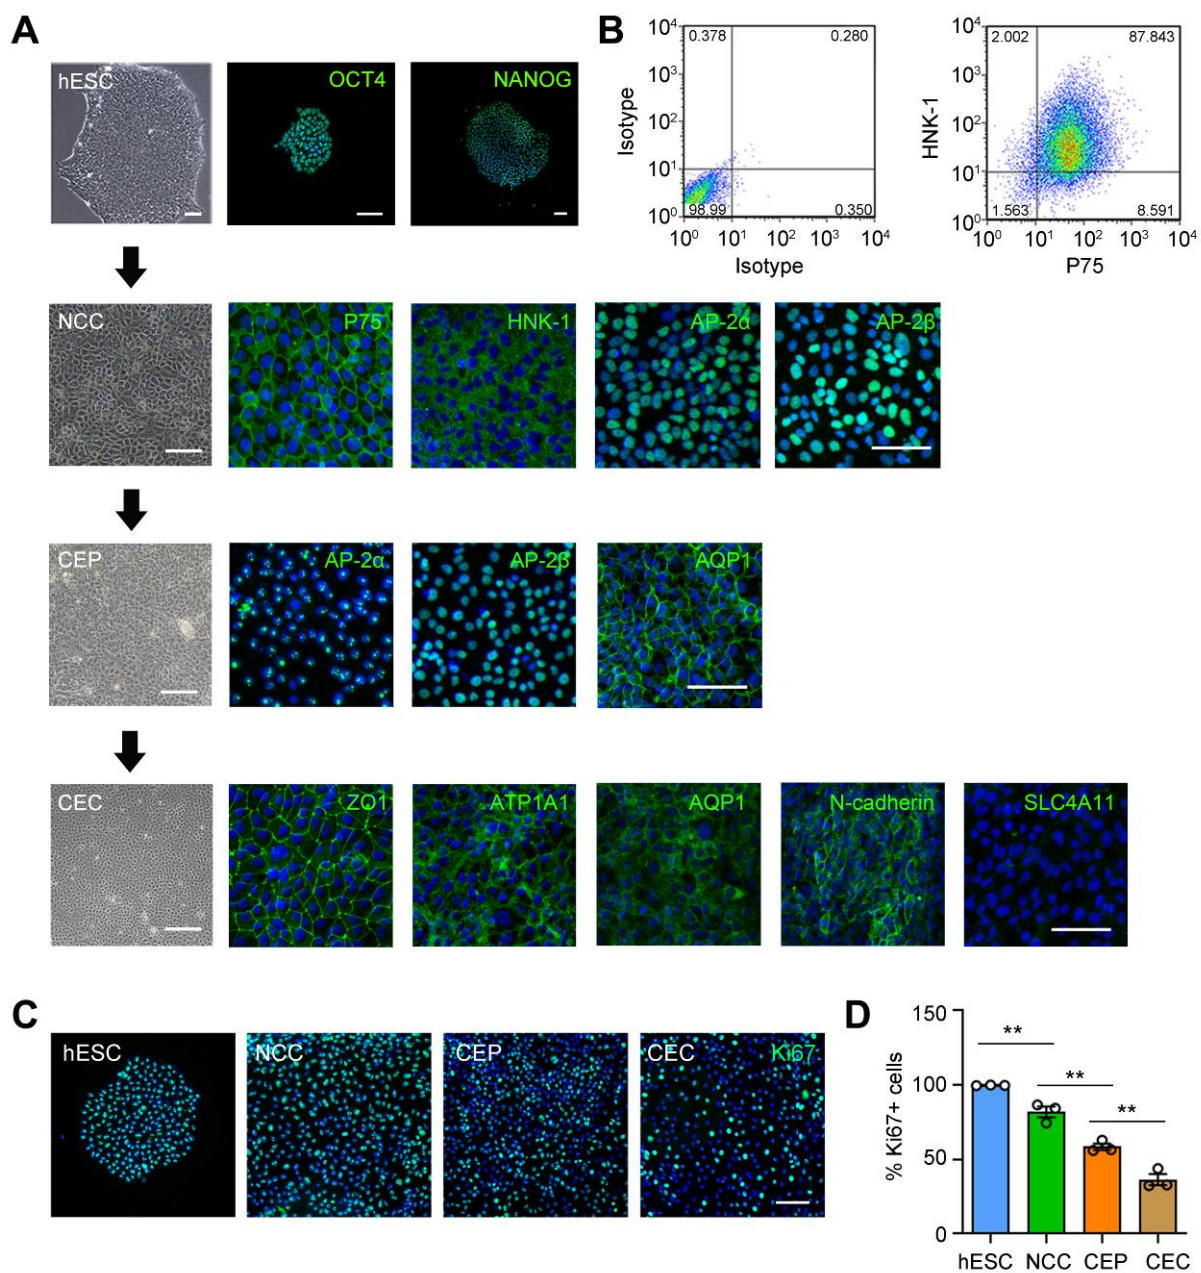 A
hESC
OCT4
NANOG
B
10⁴
10³
10²
10¹
10⁰
Isotype
0.378
0.280
98.99
0.350
10⁰ 10¹ 10² 10³ 10⁴
Isotype
10⁴
10³
10²
10¹
10⁰
HNK-1
2.002
87.843
1.563
8.591
10⁰ 10¹ 10² 10³ 10⁴
P75
NCC
P75
HNK-1
AP-2α
AP-2β
CEP
AP-2α
AP-2β
AQP1
CEC
ZO1
ATP1A1
AQP1
N-cadherin
SLC4A11
C
hESC
NCC
CEP
CEC
Ki67
D
% Ki67+ cells
150
100
50
0
**
**
**
hESC NCC CEP CEC